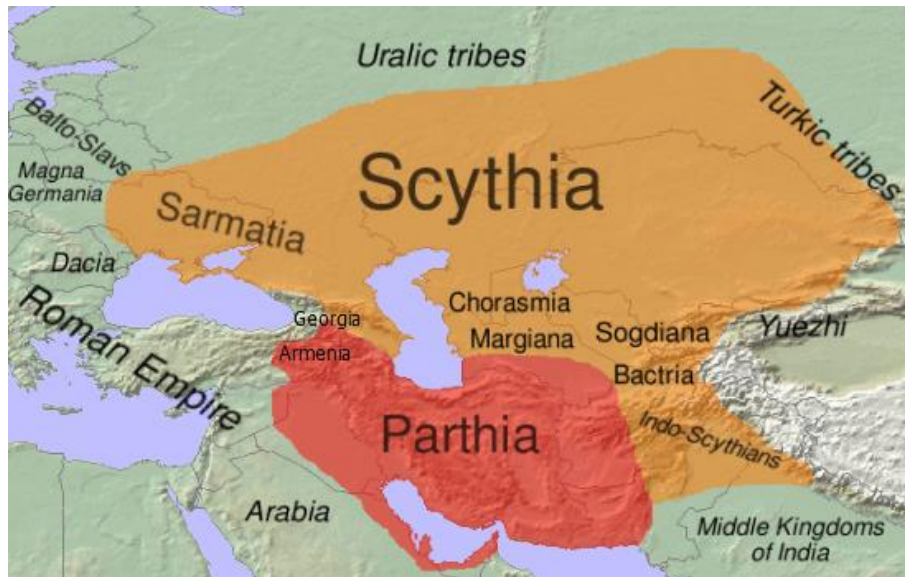 Uralic tribes
Turkic tribes
Balto-Slavs
Magna
Germania
Scythia
Sarmatia
Dacia
Roman Empire
Georgia
Armenia
Chorasmia
Margiana
Sogdiana
Bactria
Yuezhi
Parthia
Indo-Scythians
Arabia
Middle Kingdoms
of India